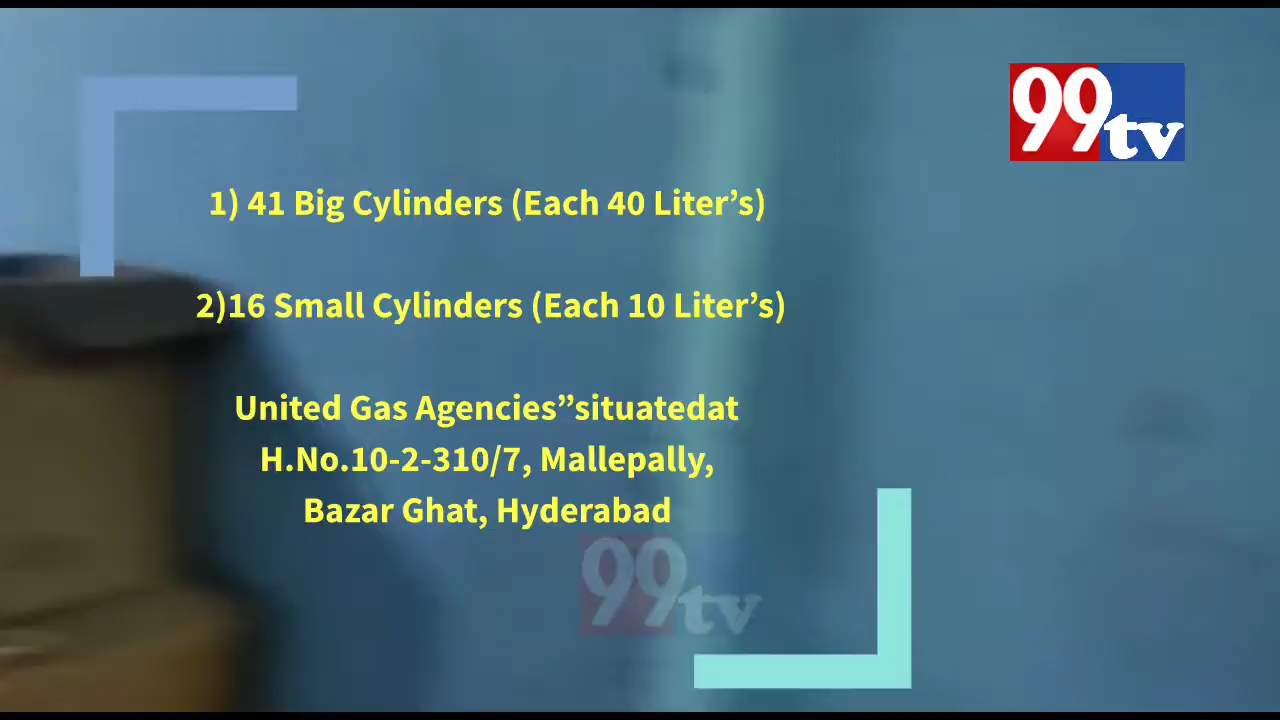 99tv
1) 41 Big Cylinders (Each 40 Liter’s)
2)16 Small Cylinders (Each 10 Liter’s)
United Gas Agencies”situatedat
H.No.10-2-310/7, Mallepally,
Bazar Ghat, Hyderabad
99tv